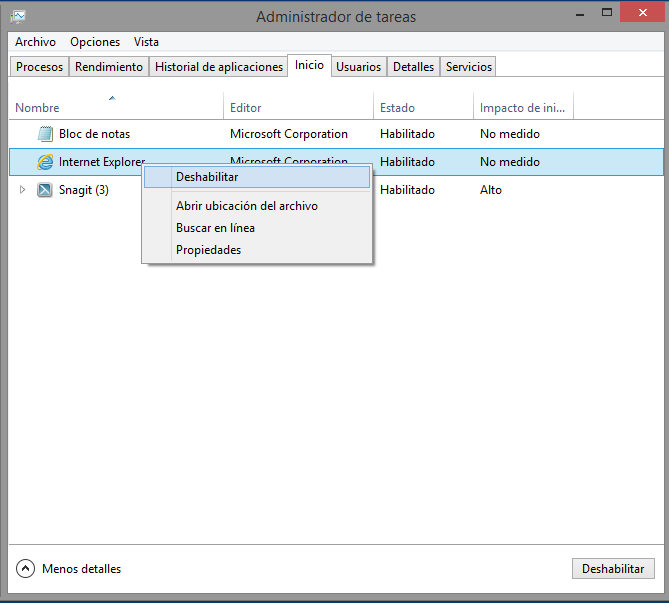 Administrador de tareas
Archivo Opciones Vista
Procesos Rendimiento Historial de aplicaciones Inicio Usuarios Detalles Servicios
Nombre Editor Estado Impacto de ini...
Bloc de notas Microsoft Corporation Habilitado No medido
Internet Explorer Microsoft Corporation Habilitado No medido
Deshabilitar
Snagit (3) Habilitado Alto
Abrir ubicación del archivo
Buscar en línea
Propiedades
Menos detalles Deshabilitar